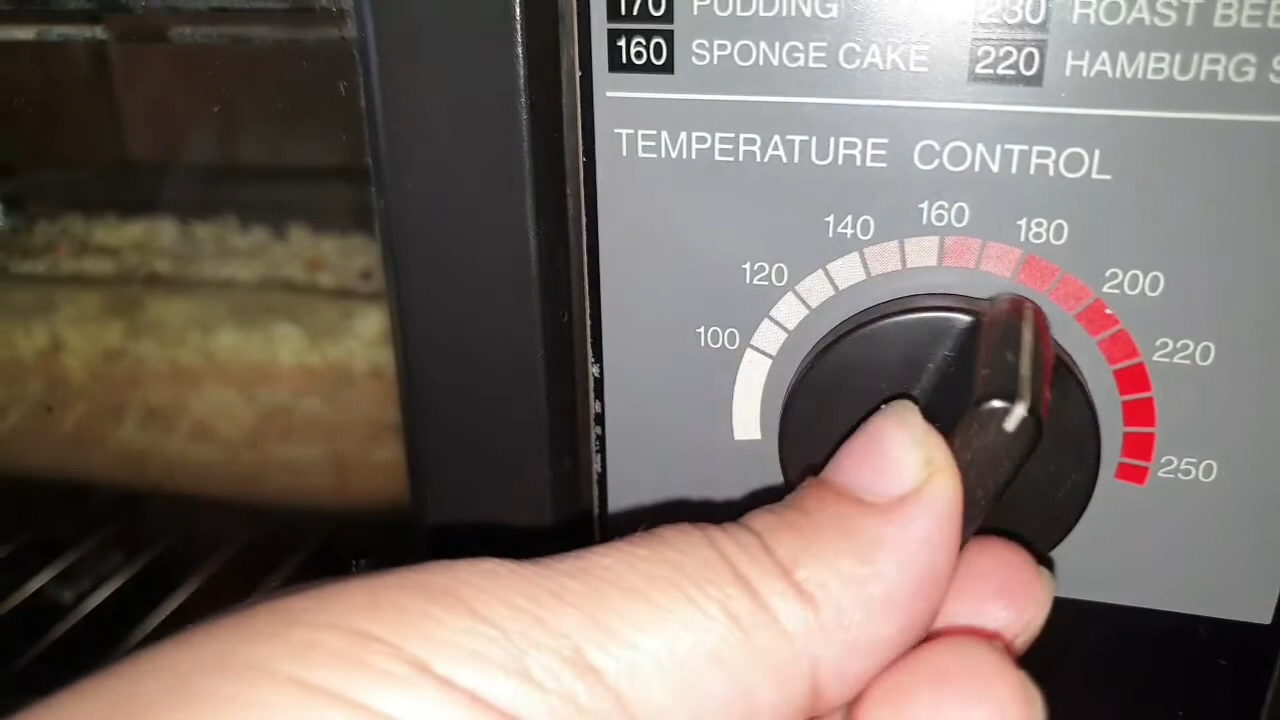 170 PUDDING
230 ROAST BEE
160 SPONGE CAKE
220 HAMBURG S
TEMPERATURE CONTROL
100
120
140
160
180
200
220
250